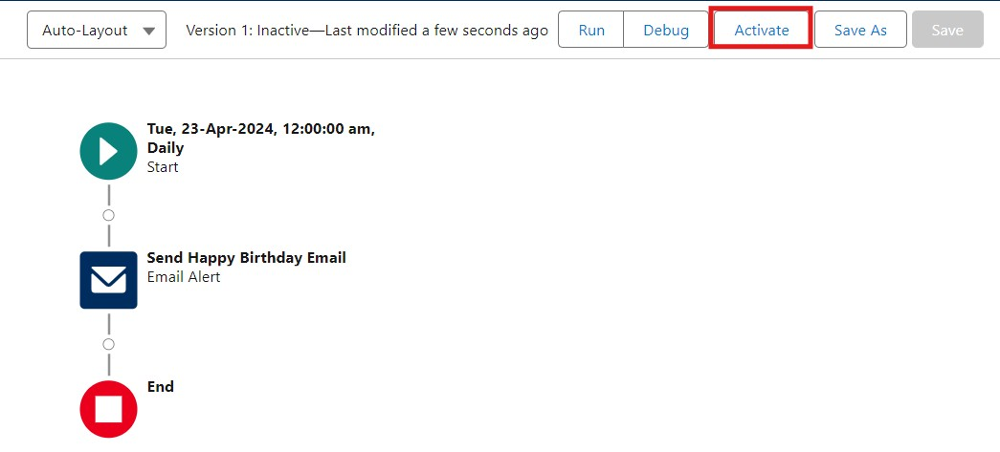 Auto-Layout Version 1: Inactive—Last modified a few seconds ago Run Debug Activate Save As Save
Tue, 23-Apr-2024, 12:00:00 am,
Daily
Start
Send Happy Birthday Email
Email Alert
End